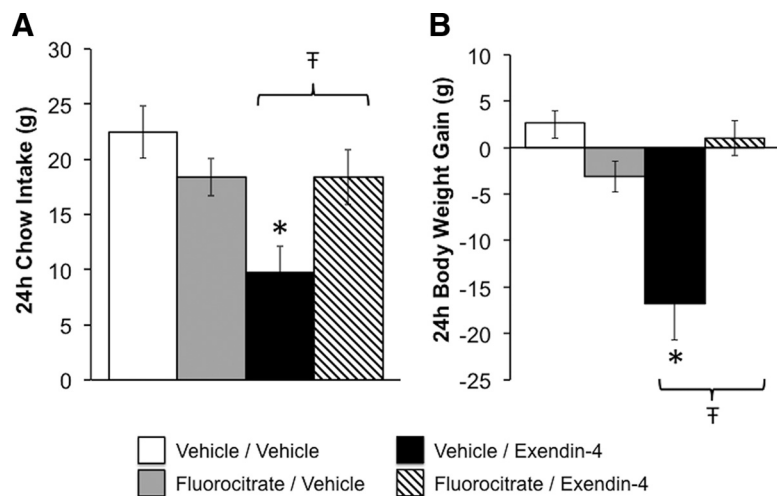 A
B
24h Chow Intake (g)
30
25
20
15
10
5
0
*
Ŧ
24h Body Weight Gain (g)
10
5
0
-5
-10
-15
-20
-25
*
Ŧ
Vehicle / Vehicle
Vehicle / Exendin-4
Fluorocitrate / Vehicle
Fluorocitrate / Exendin-4